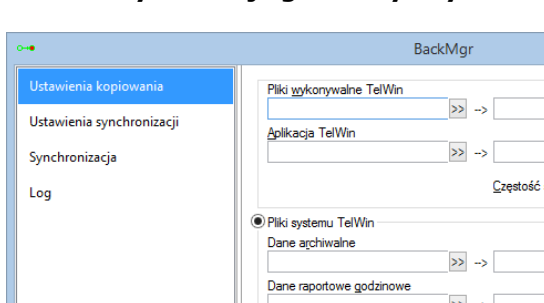 BackMgr
Ustawienia kopiowania
Ustawienia synchronizacji
Synchronizacja
Log
Pliki wykonywalne TelWin
>> -->
Aplikacja TelWin
>> -->
Częstość
Pliki systemu TelWin
Dane archiwalne
>> -->
Dane raportowe godzinowe
>> -->